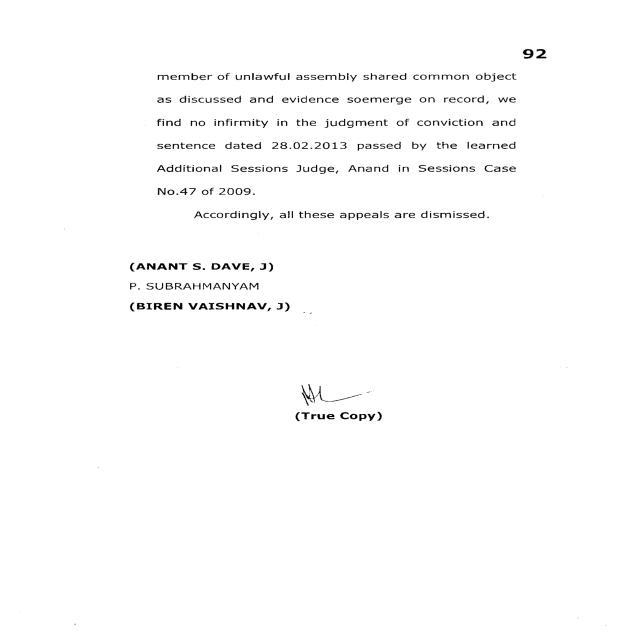 92
member of unlawful assembly shared common object
as discussed and evidence soemerge on record, we
find no infirmity in the judgment of conviction and
sentence dated 28.02.2013 passed by the learned
Additional Sessions Judge, Anand in Sessions Case
No.47 of 2009.
Accordingly, all these appeals are dismissed.
(ANANT S. DAVE, J)
P. SUBRAHMANYAM
(BIREN VAISHNAV, J)
(True Copy)